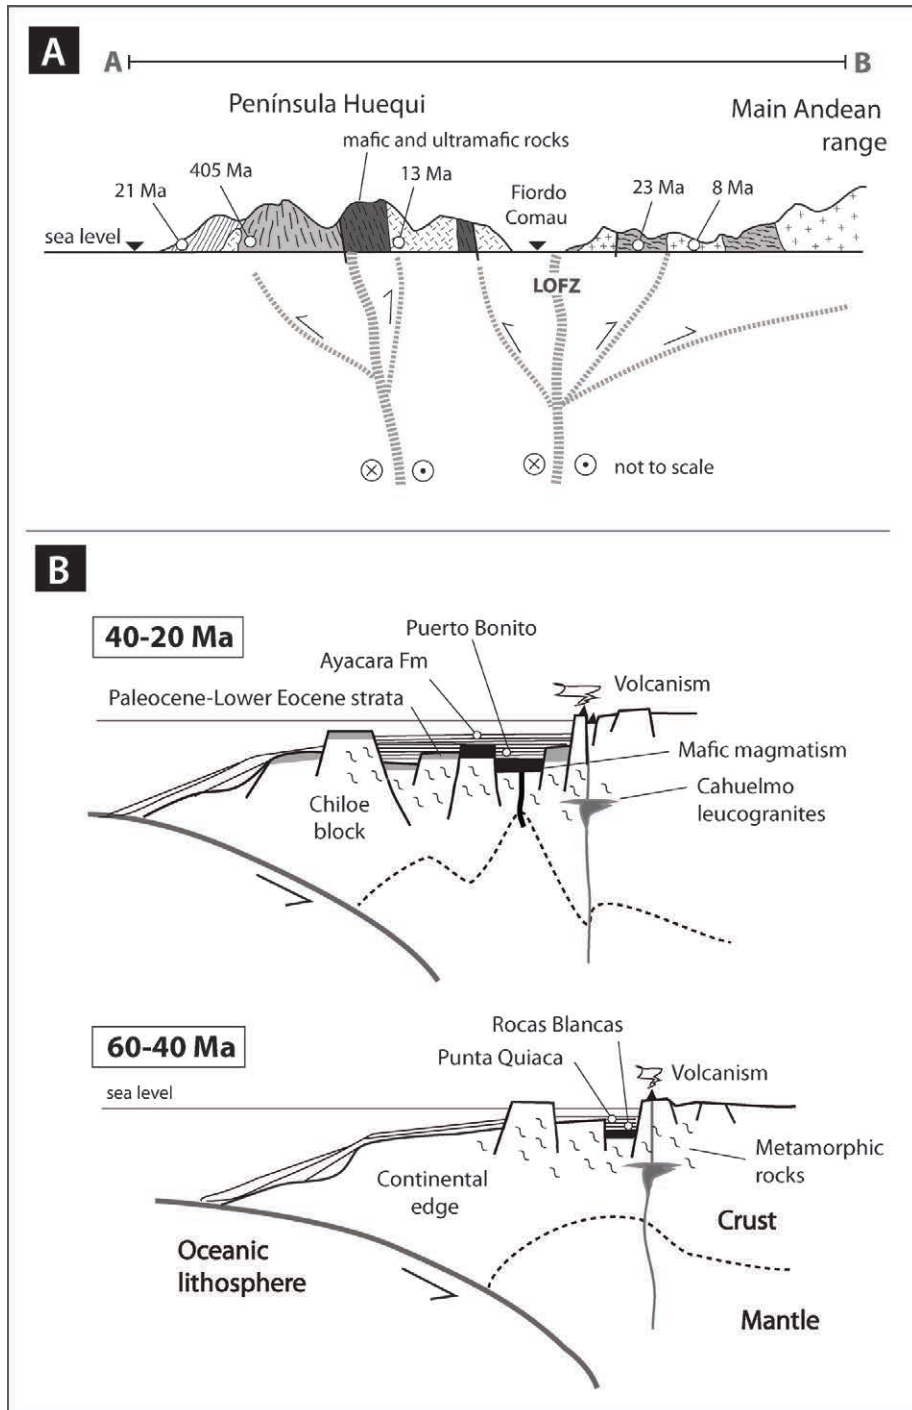 A
A B
Península Huequi
Main Andean
range
mafic and ultramafic rocks
405 Ma
13 Ma
21 Ma
Fiordo
Comau
23 Ma
8 Ma
sea level
LOFZ
not to scale
B
40-20 Ma
Puerto Bonito
Ayacara Fm
Paleocene-Lower Eocene strata
Volcanism
Mafic magmatism
Cahuelmo
leucogranites
Chiloe
block
60-40 Ma
Rocas Blancas
Punta Quiaca
Volcanism
sea level
Metamorphic
rocks
Continental
edge
Crust
Oceanic
lithosphere
Mantle